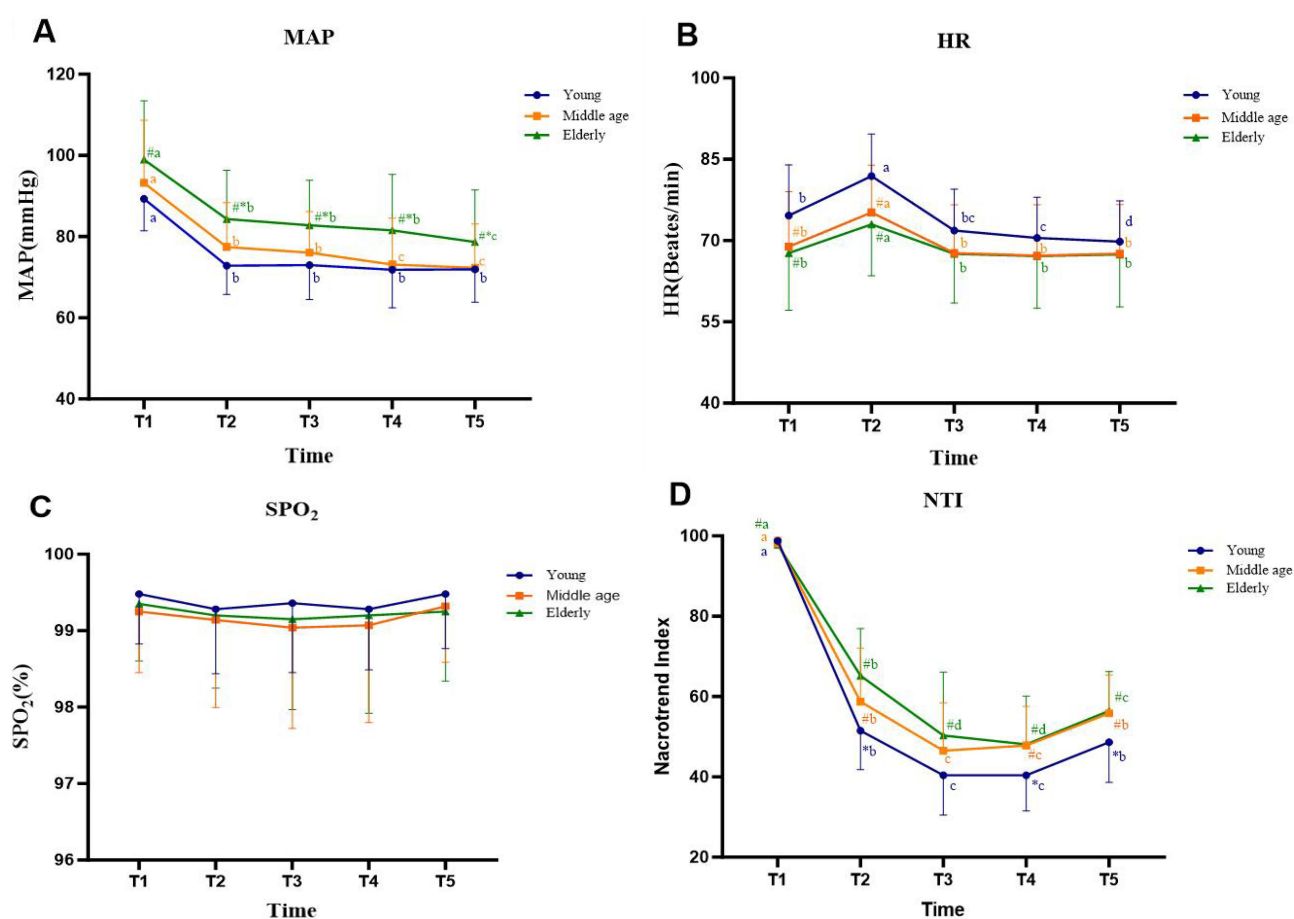 A
MAP
120
100
80
60
40
MAP(mmHg)
Young
Middle age
Elderly
#a
a
a
#*b
b
b
#*b
b
b
#*b
c
b
#*c
c
b
T1 T2 T3 T4 T5
Time
B
HR
100
85
70
55
40
HR(Beates/min)
Young
Middle age
Elderly
b
#b
#b
a
#a
#a
bc
b
b
c
b
b
d
b
b
T1 T2 T3 T4 T5
Time
C
SPO₂
100
99
98
97
96
SPO₂(%)
Young
Middle age
Elderly
T1 T2 T3 T4 T5
Time
D
NTI
100
80
60
40
20
Nacrotrend Index
Young
Middle age
Elderly
#a
a
a
#b
#b
*b
#d
c
c
#d
#c
*c
#c
#b
*b
T1 T2 T3 T4 T5
Time